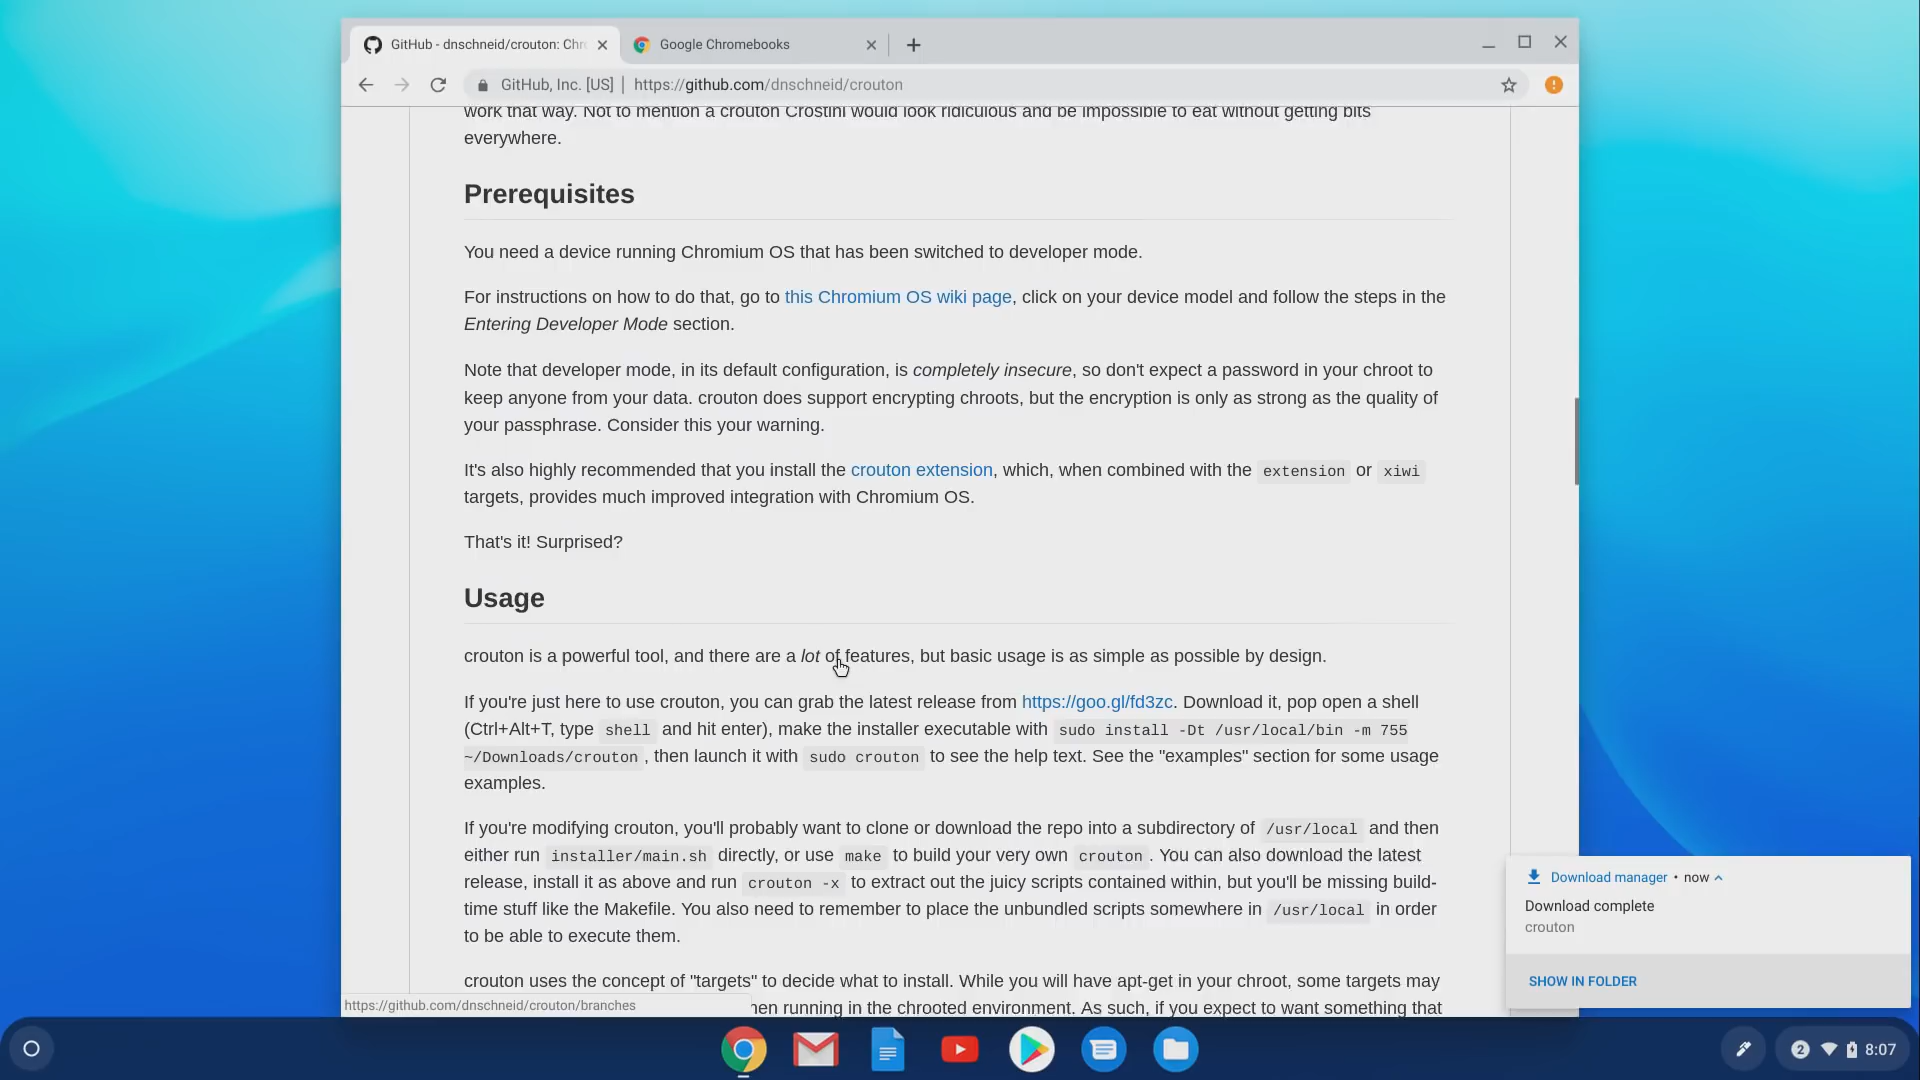 GitHub - dnschneid/crouton: Chr
Google Chromebooks
GitHub, Inc. [US] | https://github.com/dnschneid/crouton
work that way. Not to mention a crouton Crostini would look ridiculous and be impossible to eat without getting bits
everywhere.
Prerequisites
You need a device running Chromium OS that has been switched to developer mode.
For instructions on how to do that, go to this Chromium OS wiki page, click on your device model and follow the steps in the
Entering Developer Mode section.
Note that developer mode, in its default configuration, is completely insecure, so don't expect a password in your chroot to
keep anyone from your data. crouton does support encrypting chroots, but the encryption is only as strong as the quality of
your passphrase. Consider this your warning.
It's also highly recommended that you install the crouton extension, which, when combined with the extension or xiwi
targets, provides much improved integration with Chromium OS.
That's it! Surprised?
Usage
crouton is a powerful tool, and there are a lot of features, but basic usage is as simple as possible by design.
If you're just here to use crouton, you can grab the latest release from https://goo.gl/fd3zc. Download it, pop open a shell
(Ctrl+Alt+T, type shell and hit enter), make the installer executable with sudo install -Dt /usr/local/bin -m 755
~/Downloads/crouton, then launch it with sudo crouton to see the help text. See the "examples" section for some usage
examples.
If you're modifying crouton, you'll probably want to clone or download the repo into a subdirectory of /usr/local and then
either run installer/main.sh directly, or use make to build your very own crouton. You can also download the latest
release, install it as above and run crouton -x to extract out the juicy scripts contained within, but you'll be missing build-
time stuff like the Makefile. You also need to remember to place the unbundled scripts somewhere in /usr/local in order
to be able to execute them.
crouton uses the concept of "targets" to decide what to install. While you will have apt-get in your chroot, some targets may
hen running in the chrooted environment. As such, if you expect to want something that
https://github.com/dnschneid/crouton/branches
Download manager • now
Download complete
crouton
SHOW IN FOLDER
2
8:07